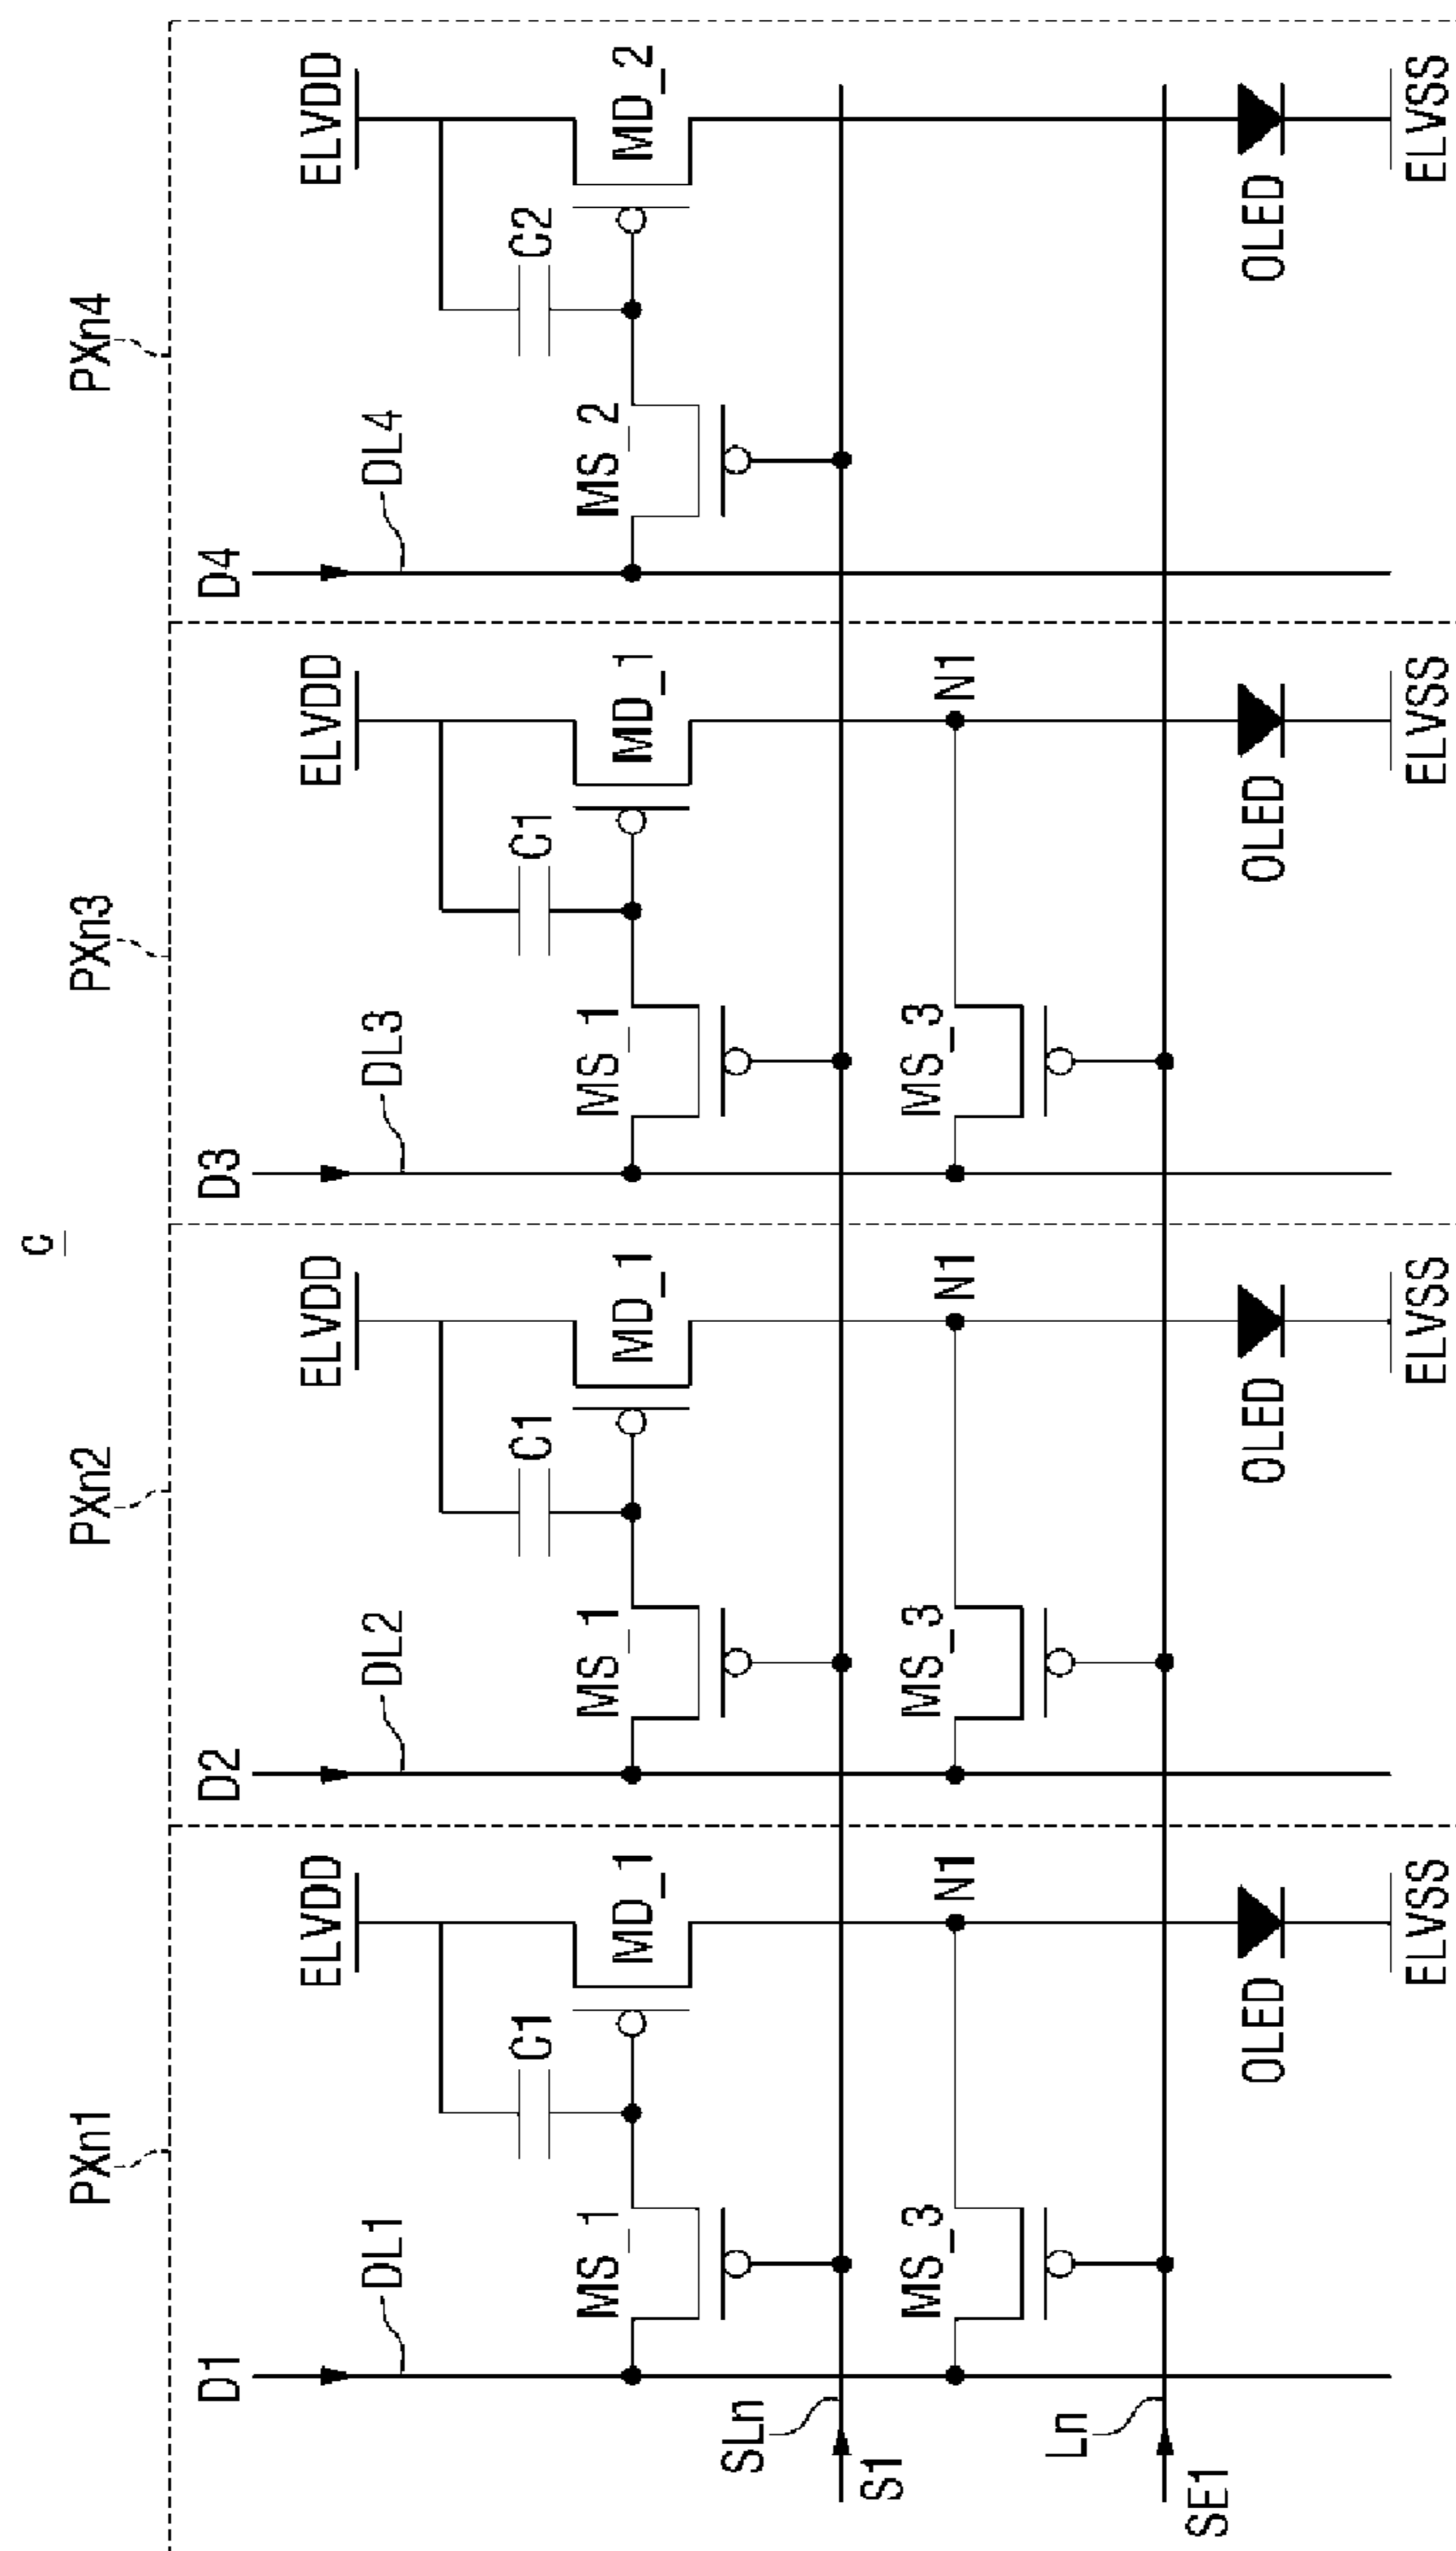 C
PXn1
PXn2
PXn3
PXn4
D1
DL1
ELVDD
C1
MS_1
MD_1
MS_3
N1
OLED
ELVSS
D2
DL2
ELVDD
C1
MS_1
MD_1
MS_3
N1
OLED
ELVSS
D3
DL3
ELVDD
C1
MS_1
MD_1
MS_3
N1
OLED
ELVSS
D4
DL4
ELVDD
C2
MS_2
MD_2
OLED
ELVSS
SLn
S1
Ln
SE1